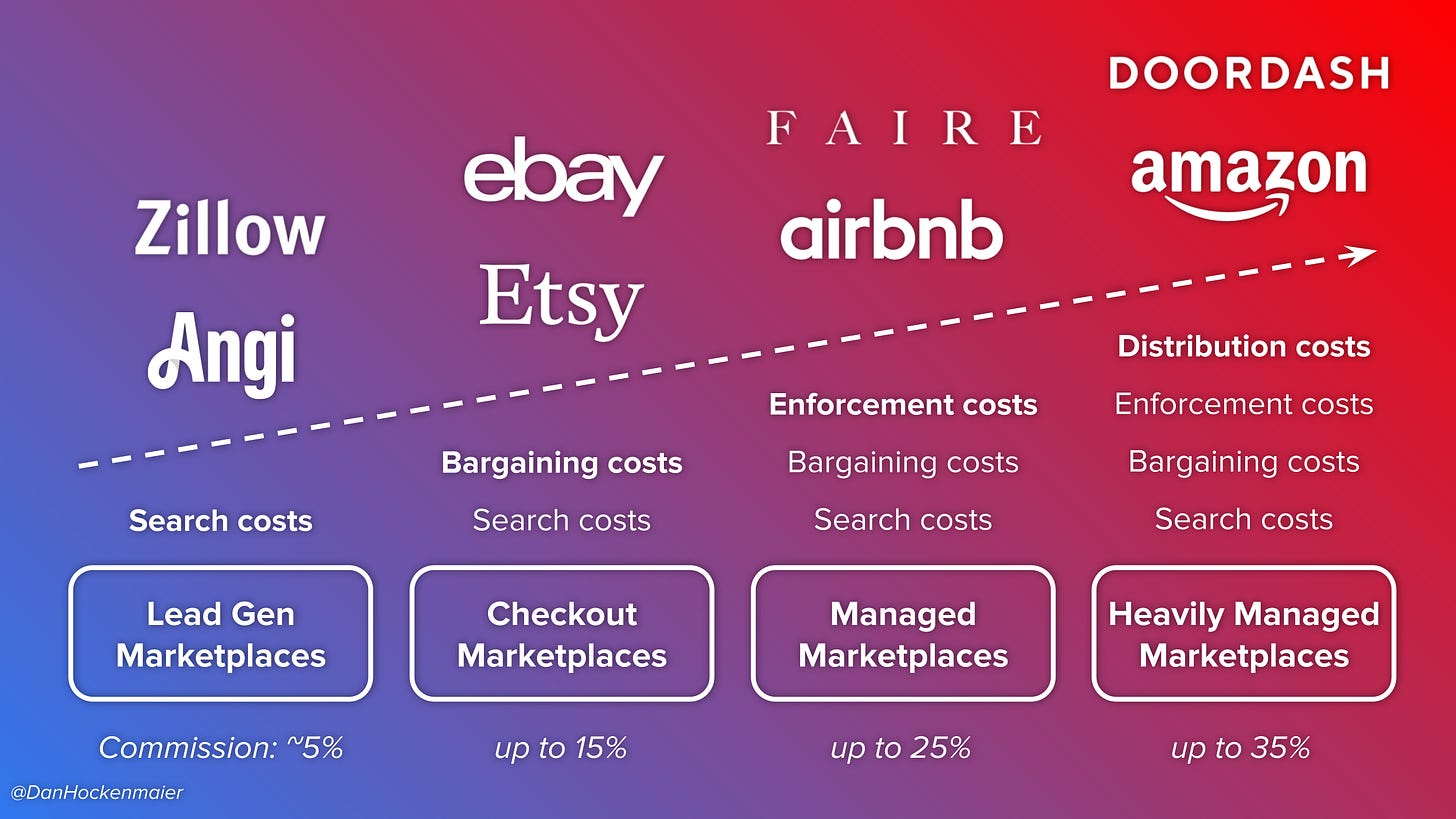 Zillow
Angi
ebay
Etsy
FAIRE
airbnb
DOORDASH
amazon
Search costs
Bargaining costs
Search costs
Enforcement costs
Bargaining costs
Search costs
Distribution costs
Enforcement costs
Bargaining costs
Search costs
Lead Gen
Marketplaces
Checkout
Marketplaces
Managed
Marketplaces
Heavily Managed
Marketplaces
Commission: ~5%
up to 15%
up to 25%
up to 35%
@DanHockenmaier